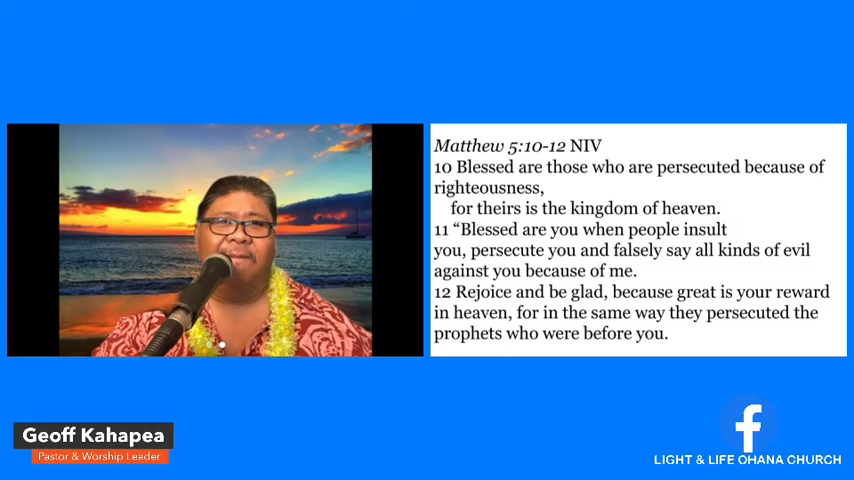 Matthew 5:10-12 NIV
10 Blessed are those who are persecuted because of
righteousness,
for theirs is the kingdom of heaven.
11 “Blessed are you when people insult
you, persecute you and falsely say all kinds of evil
against you because of me.
12 Rejoice and be glad, because great is your reward
in heaven, for in the same way they persecuted the
prophets who were before you.
Geoff Kahapea
Pastor & Worship Leader
LIGHT & LIFE OHANA CHURCH